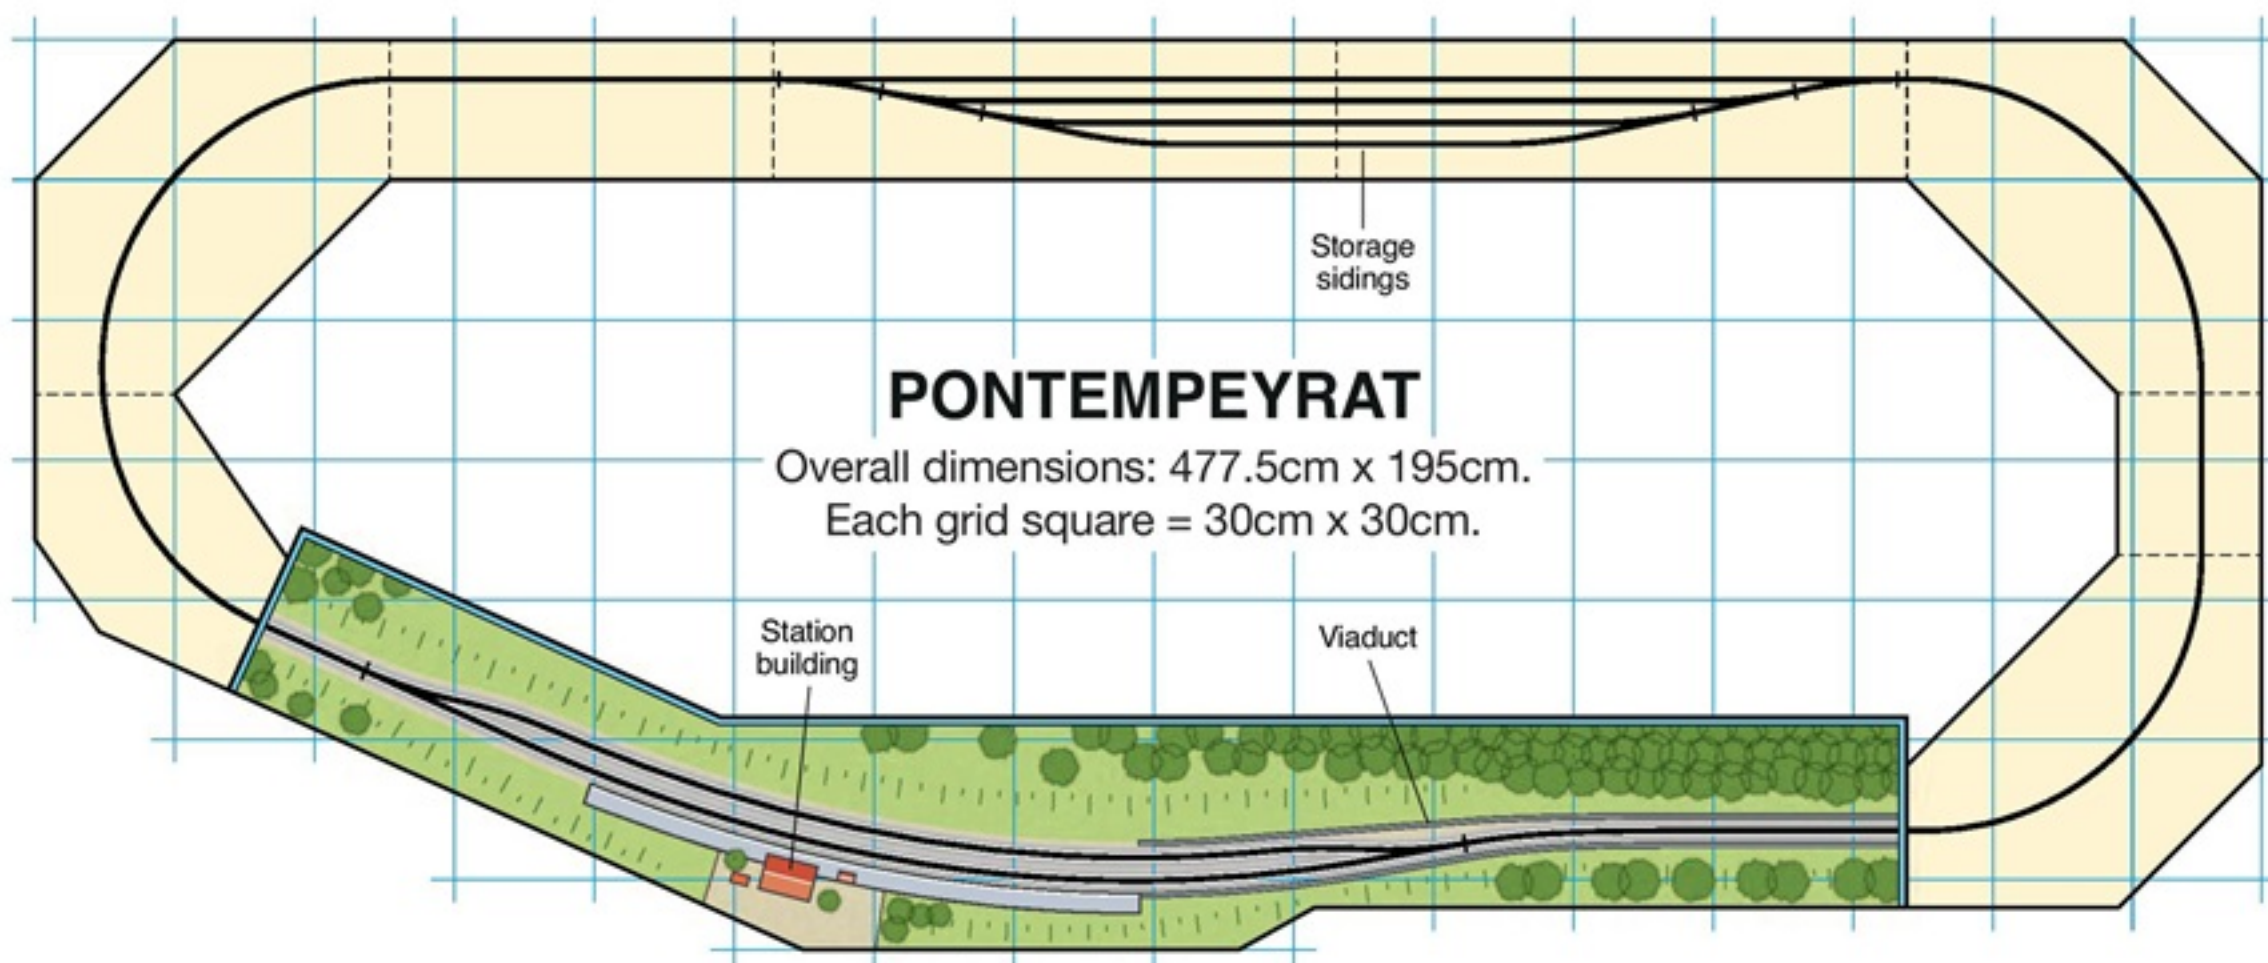 Storage
sidings
PONTEMPEYRAT
Overall dimensions: 477.5cm x 195cm.
Each grid square = 30cm x 30cm.
Station
building
Viaduct